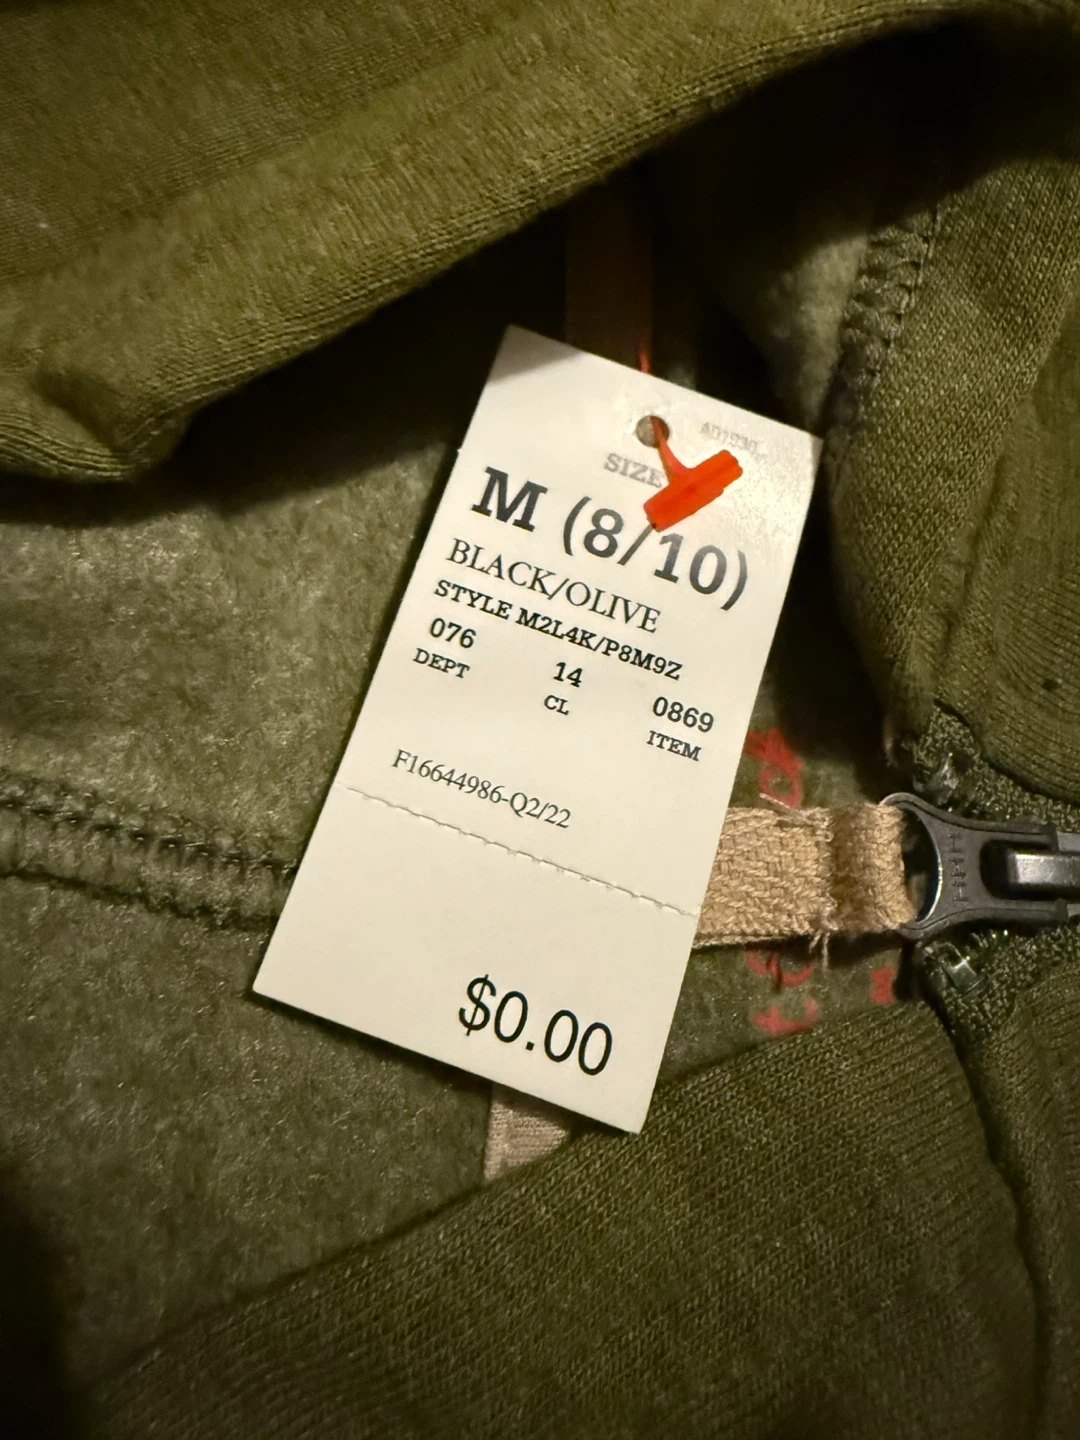 SIZE
M (8/10)
BLACK/OLIVE
STYLE M2L4K/P8M9Z
076 14 0869
DEPT CL ITEM
F16644986-Q2/22
$0.00